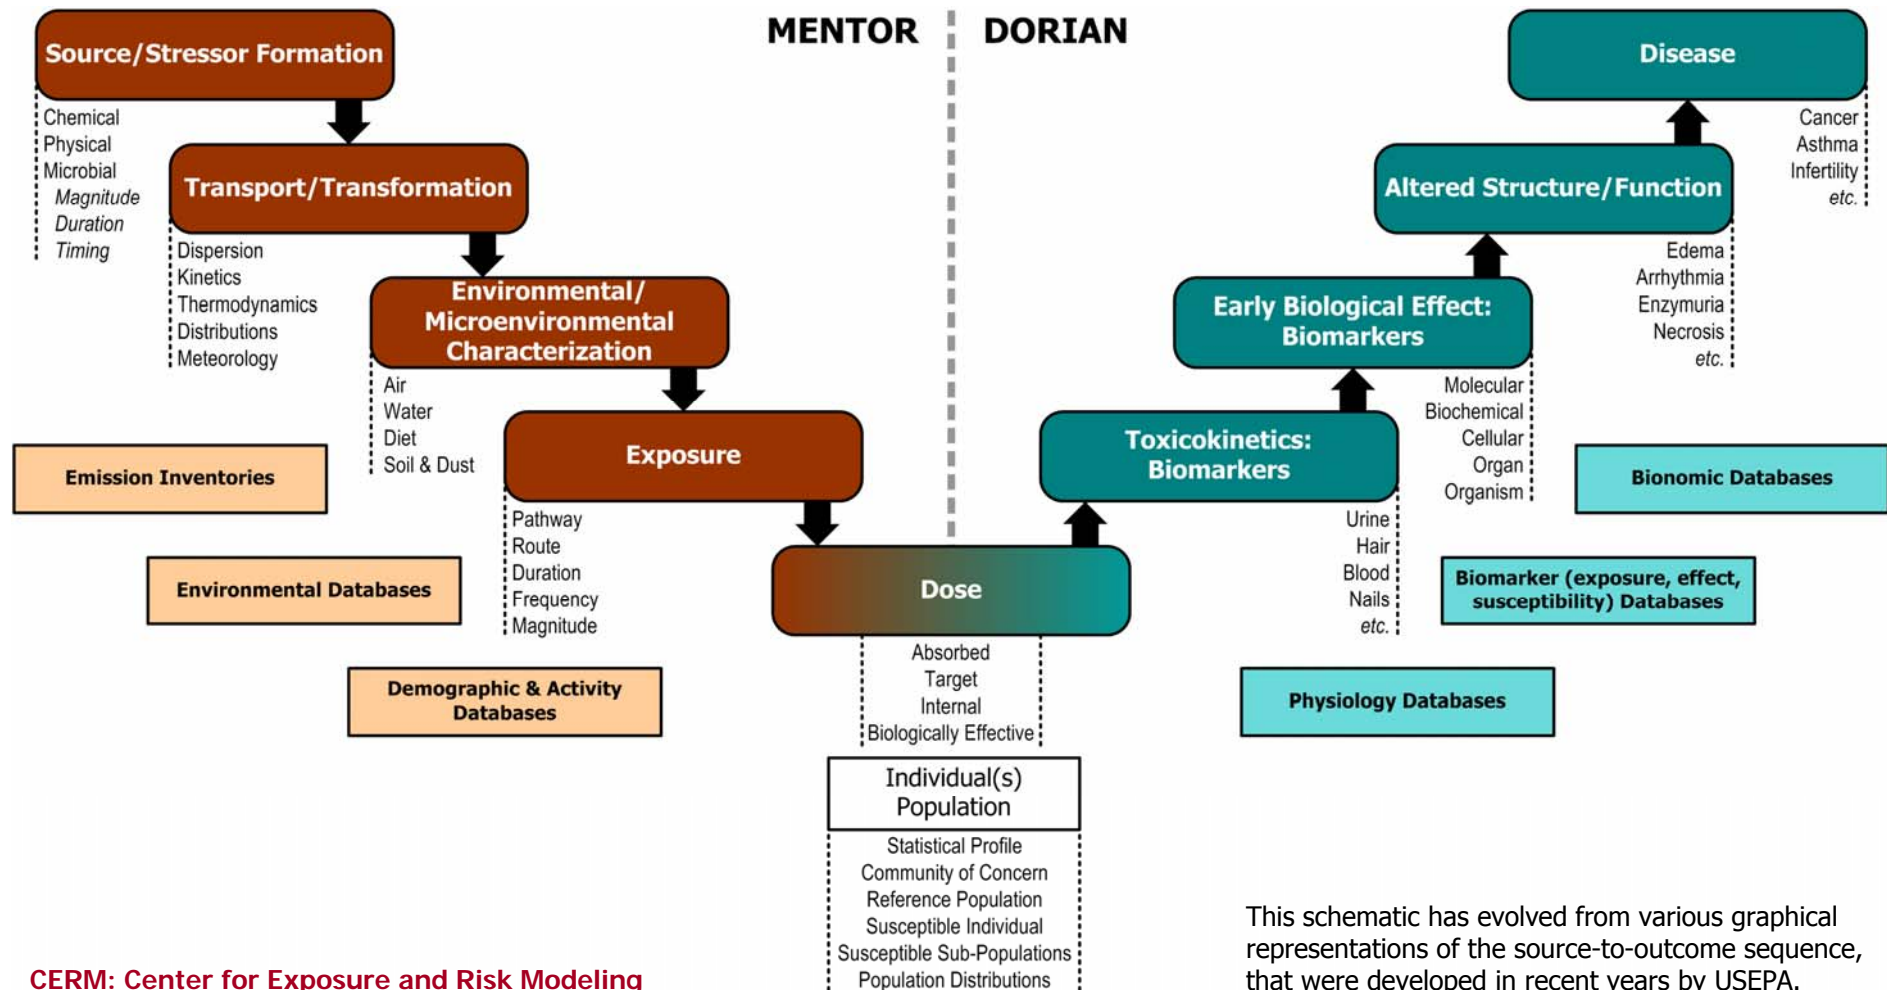 MENTOR
DORIAN
Source/Stressor Formation
Chemical
Physical
Microbial
Magnitude
Duration
Timing
Transport/Transformation
Dispersion
Kinetics
Thermodynamics
Distributions
Meteorology
Environmental/
Microenvironmental
Characterization
Air
Water
Diet
Soil & Dust
Exposure
Pathway
Route
Duration
Frequency
Magnitude
Emission Inventories
Environmental Databases
Demographic & Activity
Databases
Dose
Absorbed
Target
Internal
Biologically Effective
Individual(s)
Population
Statistical Profile
Community of Concern
Reference Population
Susceptible Individual
Susceptible Sub-Populations
Population Distributions
Toxicokinetics:
Biomarkers
Urine
Hair
Blood
Nails
etc.
Early Biological Effect:
Biomarkers
Molecular
Biochemical
Cellular
Organ
Organism
Altered Structure/Function
Edema
Arrhythmia
Enzymuria
Necrosis
etc.
Disease
Cancer
Asthma
Infertility
etc.
Bionomic Databases
Biomarker (exposure, effect,
susceptibility) Databases
Physiology Databases
CERM: Center for Exposure and Risk Modeling
This schematic has evolved from various graphical
representations of the source-to-outcome sequence,
that were developed in recent years by USEPA.